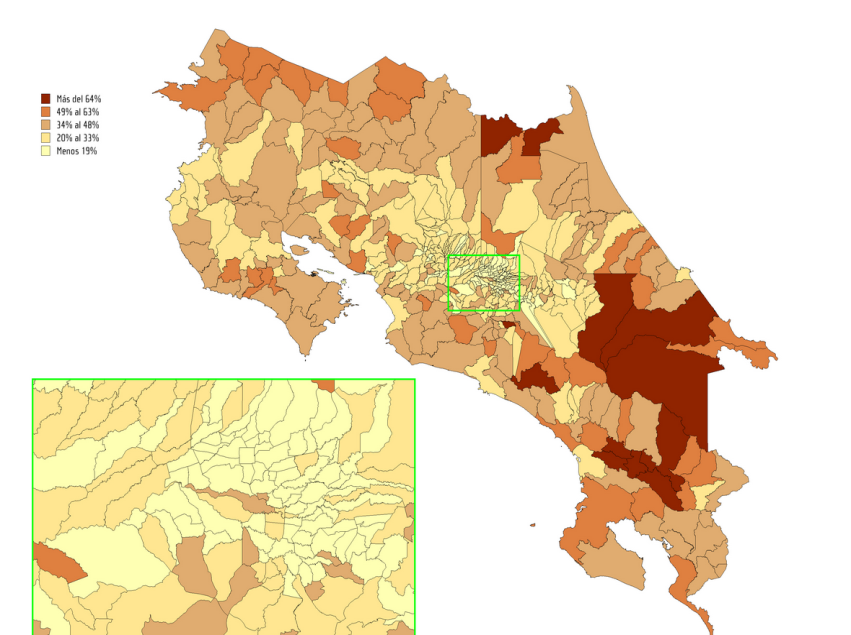 Más del 64%
49% al 63%
34% al 48%
20% al 33%
Menos 19%